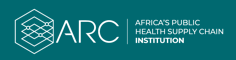 ARC
AFRICA'S PUBLIC
HEALTH SUPPLY CHAIN
INSTITUTION